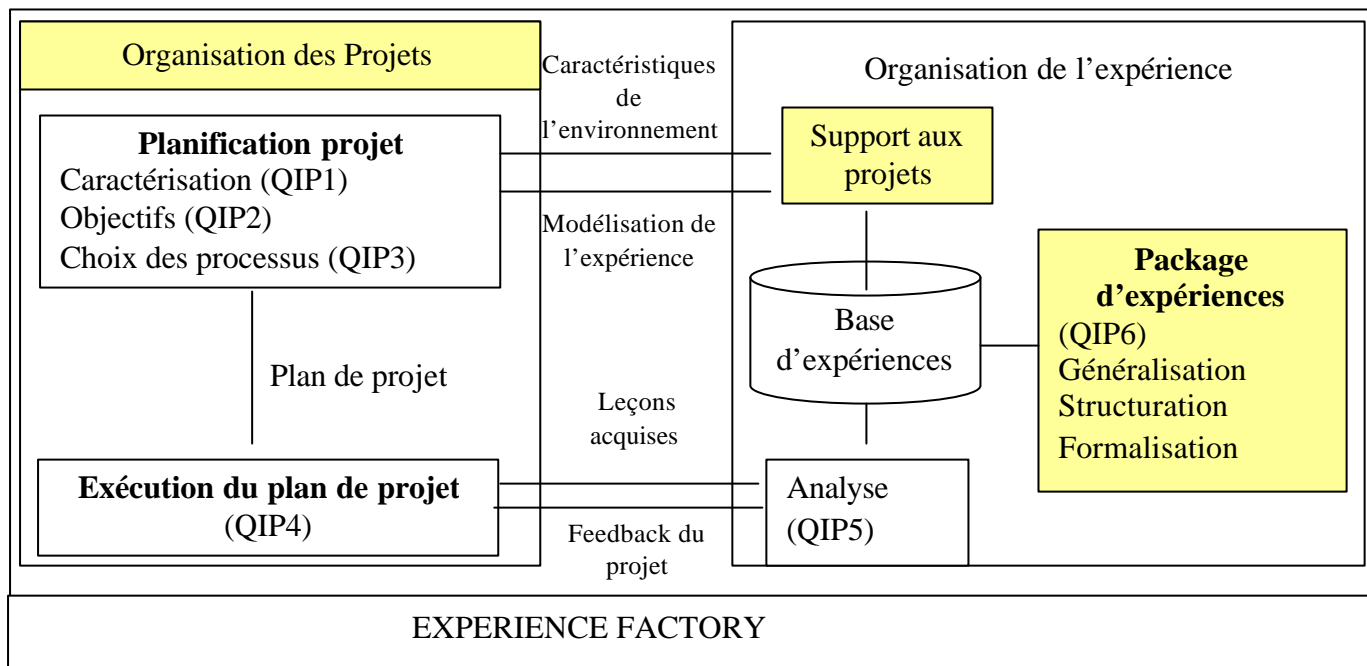 Organisation des Projets
Planification projet
Caractérisation (QIP1)
Objectifs (QIP2)
Choix des processus (QIP3)
Plan de projet
Exécution du plan de projet
(QIP4)
Caractéristiques
de
l’environnement
Modélisation de
l’expérience
Leçons
acquises
Feedback du
projet
Organisation de l’expérience
Support aux
projets
Base
d’expériences
Analyse
(QIP5)
Package
d’expériences
(QIP6)
Généralisation
Structuration
Formalisation
EXPERIENCE FACTORY